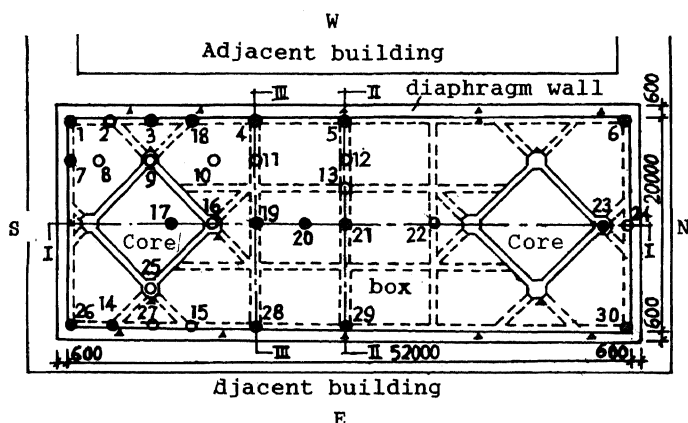 W
Adjacent building
III II diaphragm wall
600
1 2 3 18 4 5 6
7 8 9 10 11 12
13
20000
S 17 16 19 20 21 22 23 24 N
I Core Core I
25 box
26 14 27 15 28 29 30
600
600 III II 52000 600
djacent building
E